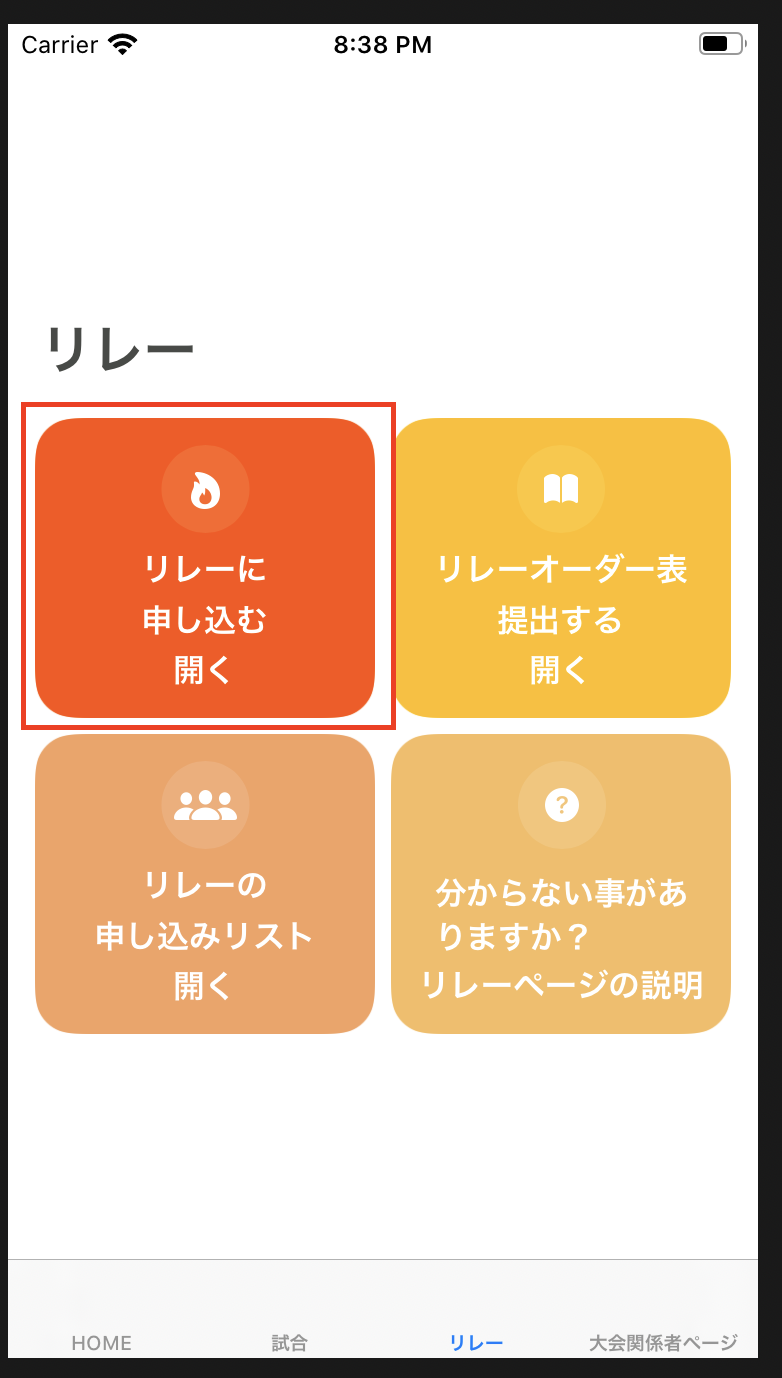 Carrier 8:38 PM
リレー
リレーに
申し込む
開く
リレーオーダー表
提出する
開く
リレーの
申し込みリスト
開く
?
分からない事があ
りますか？
リレーページの説明
HOME 試合 リレー 大会関係者ページ